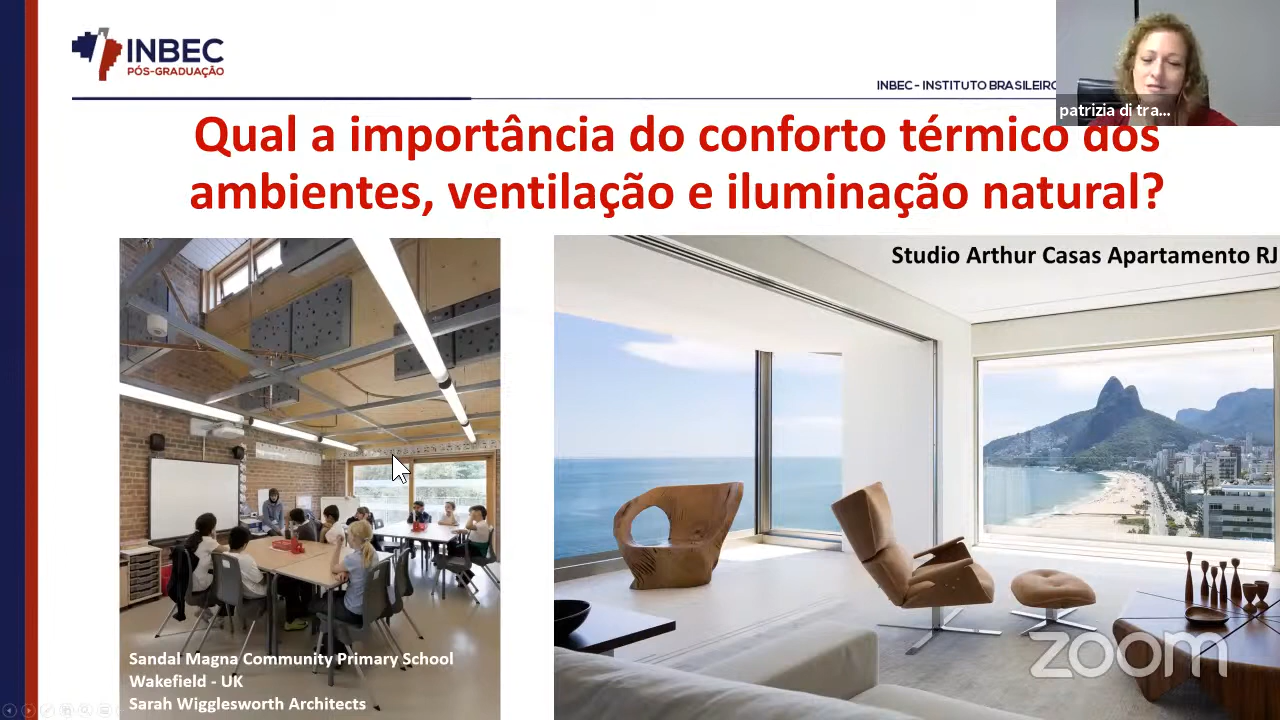 INBEC
PÓS-GRADUAÇÃO
INBEC - INSTITUTO BRASILEIRO
patrizia di tra...
Qual a importância do conforto térmico dos
ambientes, ventilação e iluminação natural?
Studio Arthur Casas Apartamento RJ
Sandal Magna Community Primary School
Wakefield - UK
Sarah Wigglesworth Architects
zoom